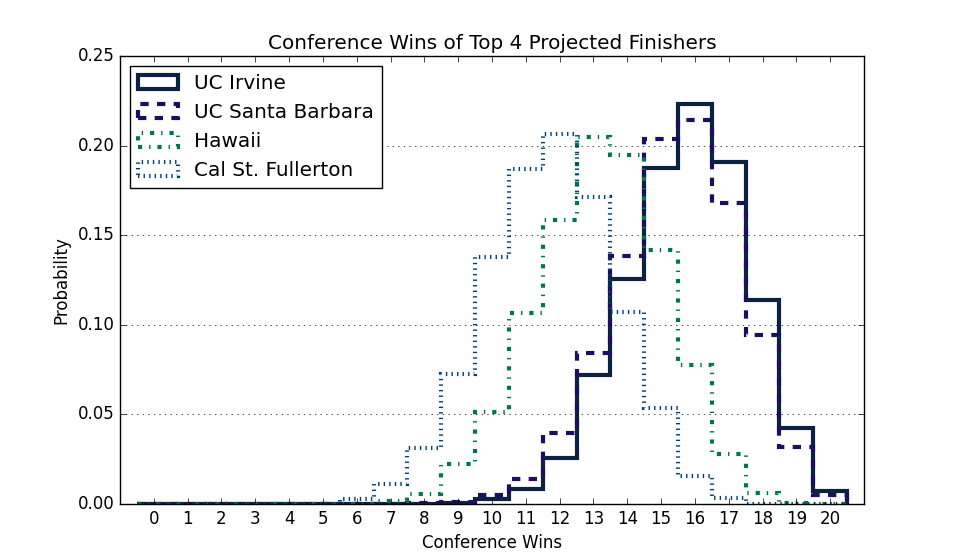 Conference Wins of Top 4 Projected Finishers
UC Irvine
UC Santa Barbara
Hawaii
Cal St. Fullerton
0.25
0.20
0.15
0.10
0.05
0.00
Probability
0 1 2 3 4 5 6 7 8 9 10 11 12 13 14 15 16 17 18 19 20
Conference Wins